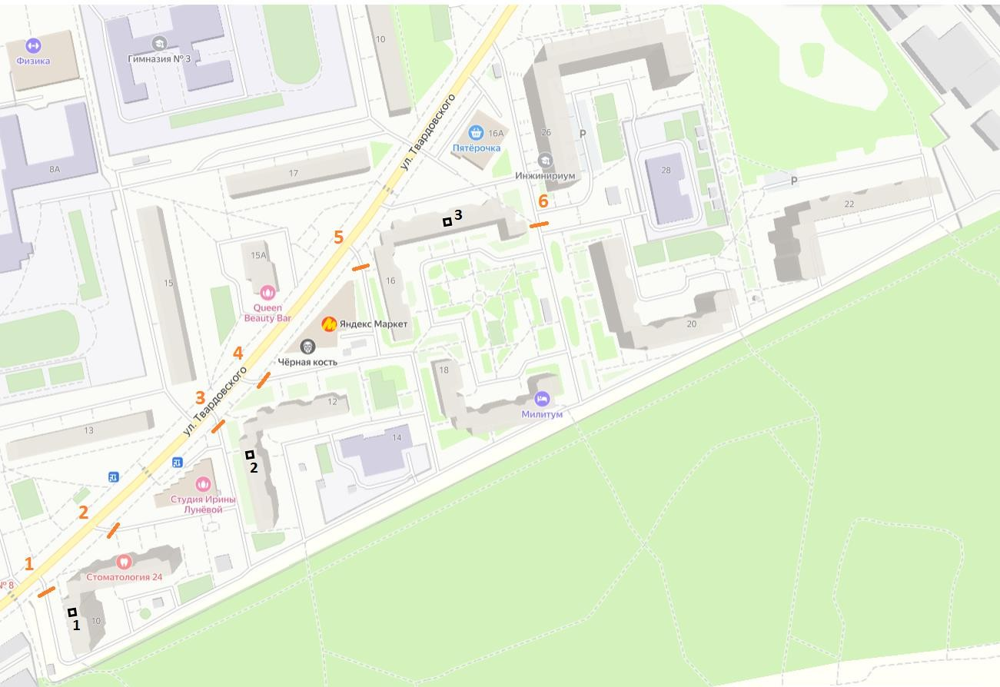 10
Физика
Гимназия № 3
ул. Твардовского
16А
Пятёрочка
26
P
8А
17
Инжинириум
28
P
6
22
3
5
15А
15
16
Queen
Beauty Bar
Яндекс Маркет
20
4
Чёрная кость
18
3
ул. Твардовского
12
Милитум
13
14
2
Студия Ирины
Лунёвой
2
1
Стоматология 24
№ 8
1
10